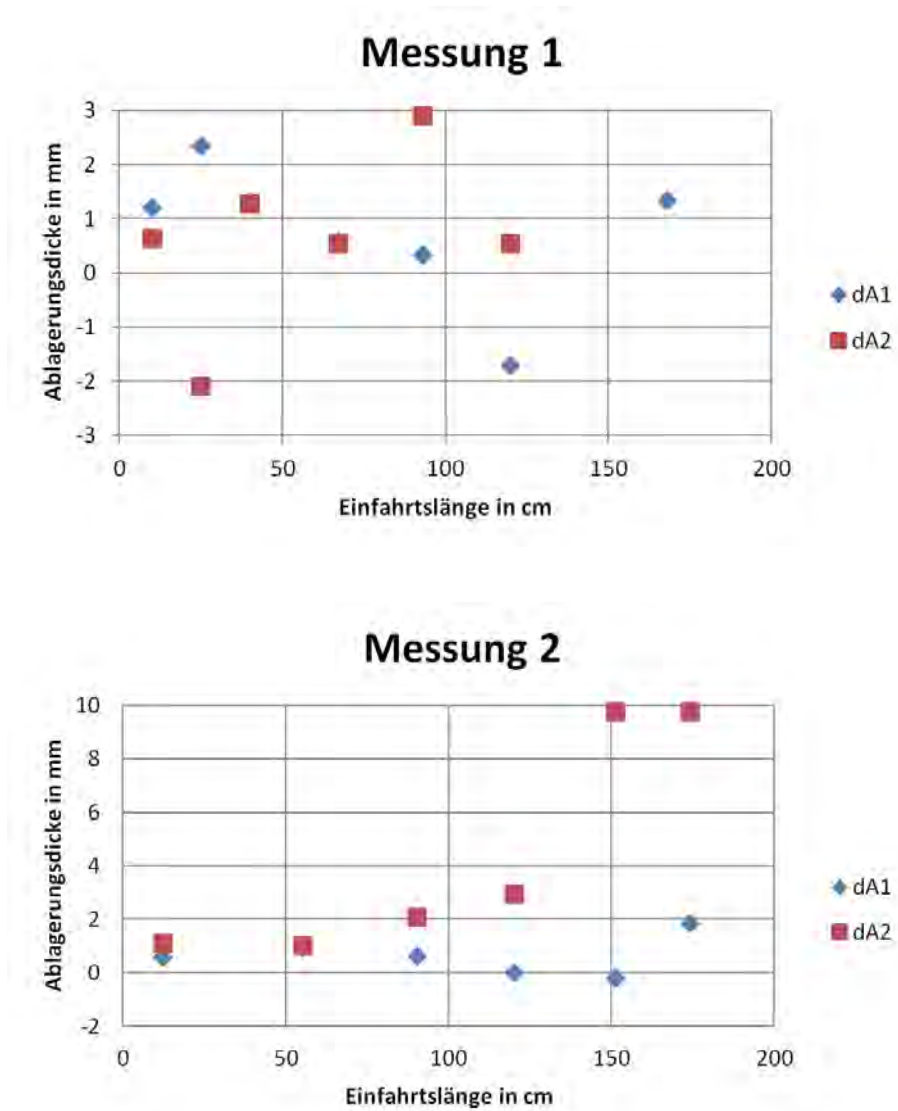 Messung 1
Ablagerungsdicke in mm
3
2
1
0
-1
-2
-3
0 50 100 150 200
Einfahrtslänge in cm
dA1
dA2
Messung 2
Ablagerungsdicke in mm
10
8
6
4
2
0
-2
0 50 100 150 200
Einfahrtslänge in cm
dA1
dA2